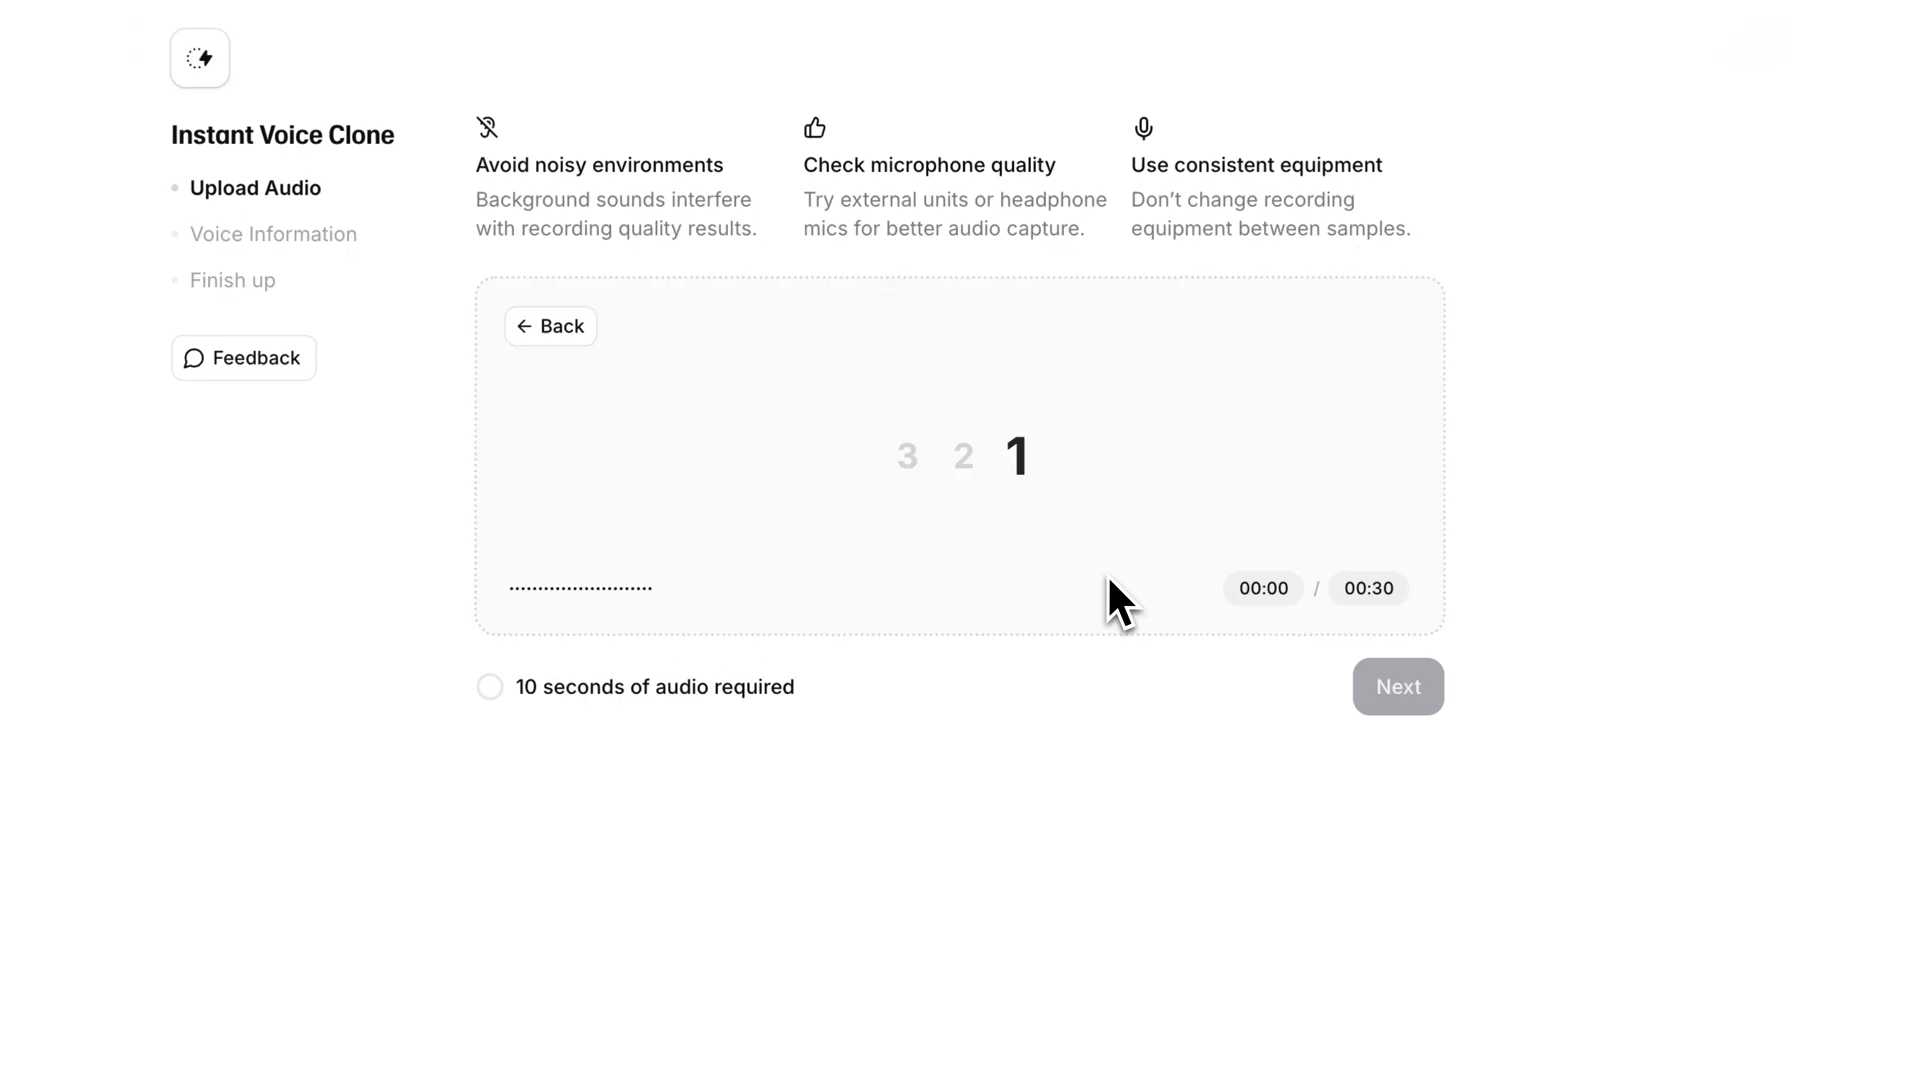 Instant Voice Clone
Upload Audio
Voice Information
Finish up
Feedback
Avoid noisy environments
Background sounds interfere
with recording quality results.
Check microphone quality
Try external units or headphone
mics for better audio capture.
Use consistent equipment
Don’t change recording
equipment between samples.
Back
3 2 1
00:00 / 00:30
10 seconds of audio required
Next